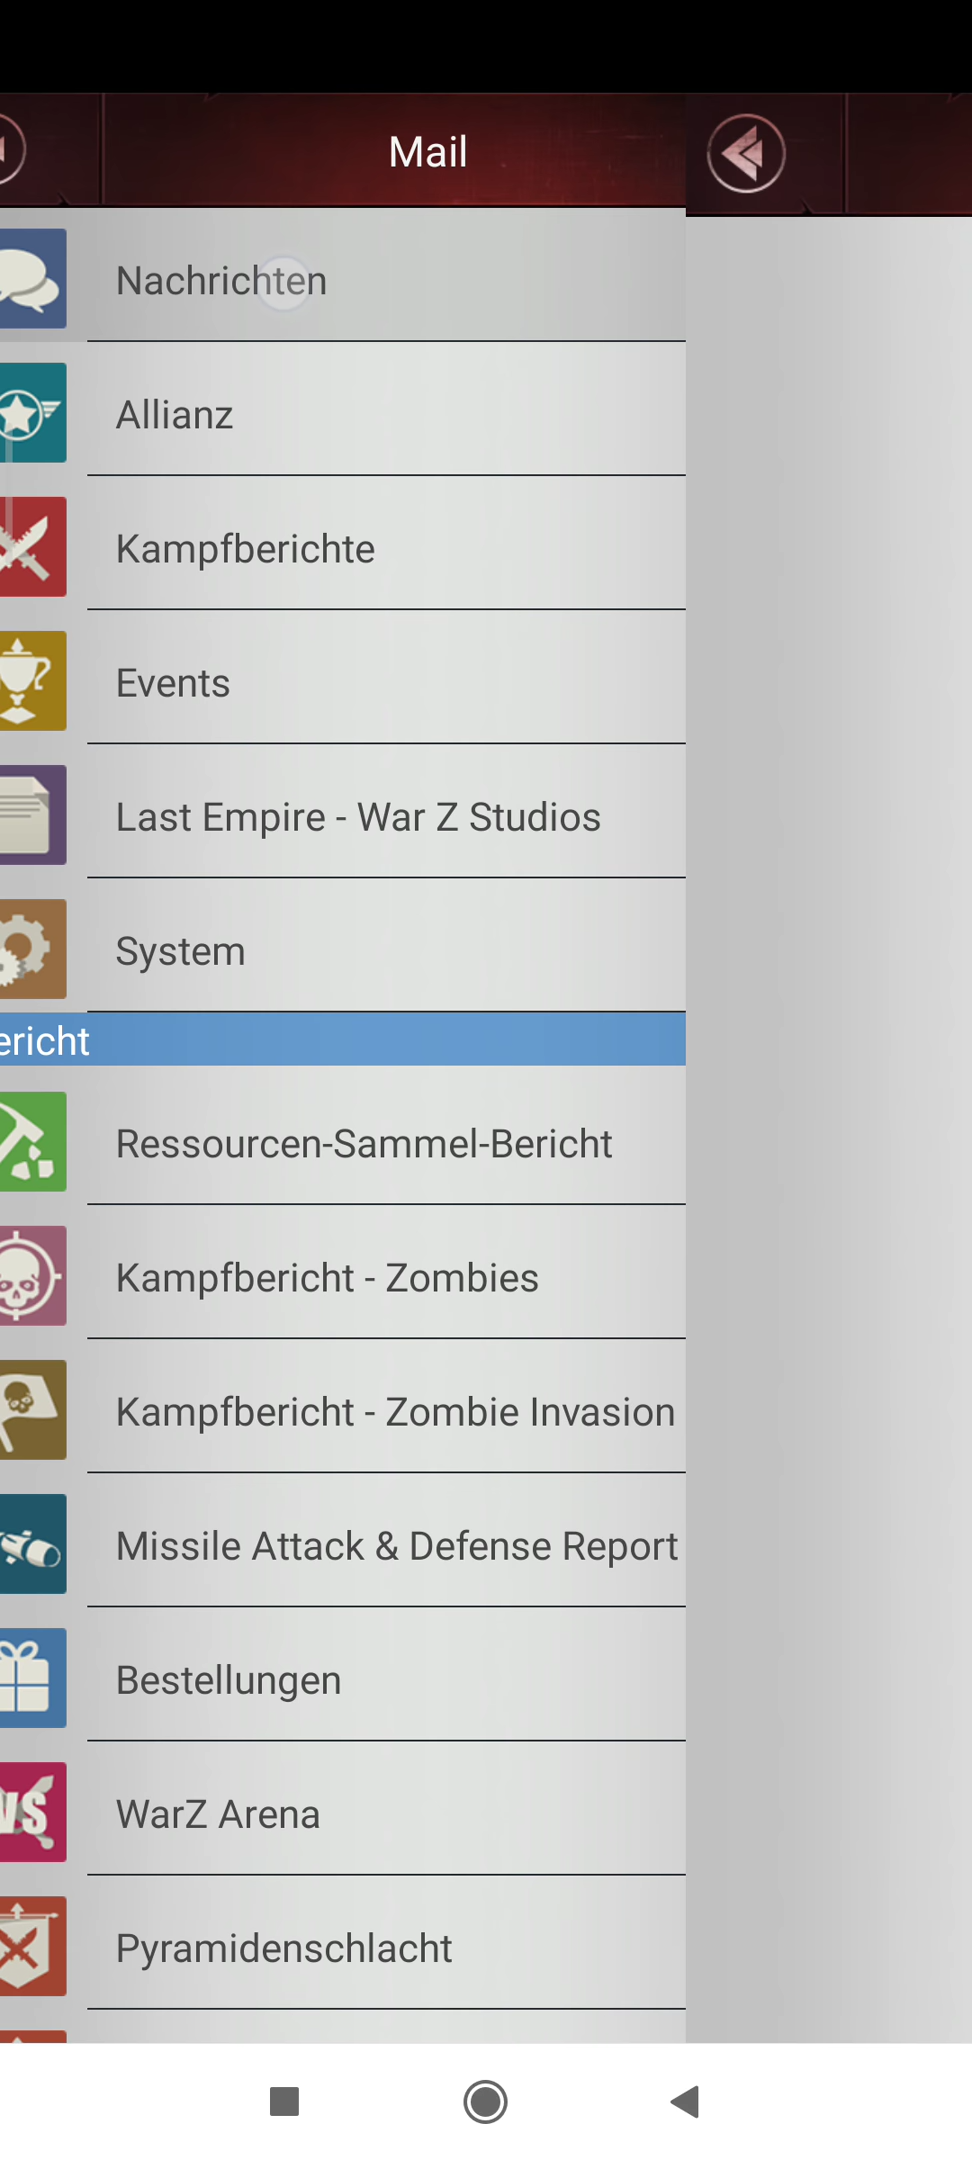 Mail
Nachrichten
Allianz
Kampfberichte
Events
Last Empire - War Z Studios
System
ericht
Ressourcen-Sammel-Bericht
Kampfbericht - Zombies
Kampfbericht - Zombie Invasion
Missile Attack & Defense Report
Bestellungen
VS
WarZ Arena
Pyramidenschlacht